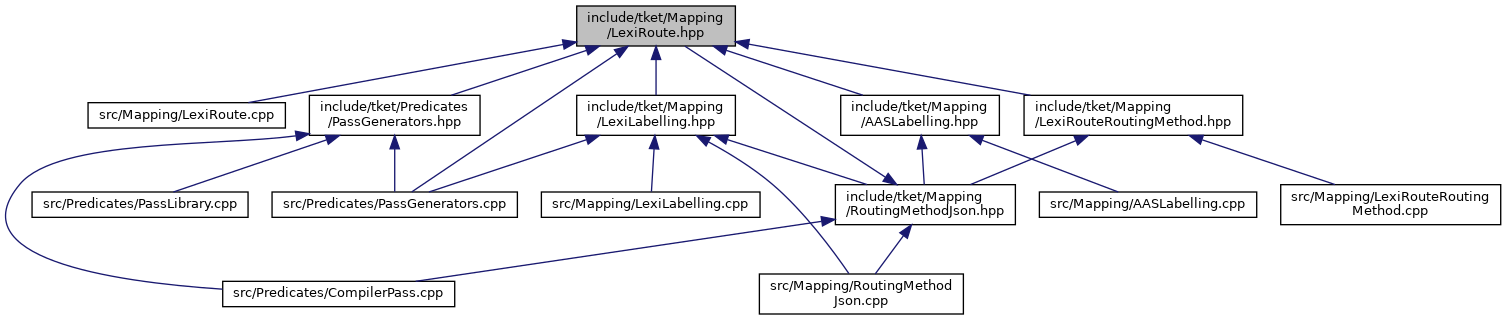 include/tket/Mapping
/LexiRoute.hpp
src/Mapping/LexiRoute.cpp
include/tket/Predicates
/PassGenerators.hpp
include/tket/Mapping
/LexiLabelling.hpp
include/tket/Mapping
/AASLabelling.hpp
include/tket/Mapping
/LexiRouteRoutingMethod.hpp
src/Predicates/PassLibrary.cpp
src/Predicates/PassGenerators.cpp
src/Mapping/LexiLabelling.cpp
include/tket/Mapping
/RoutingMethodJson.hpp
src/Mapping/AASLabelling.cpp
src/Mapping/LexiRouteRouting
Method.cpp
src/Predicates/CompilerPass.cpp
src/Mapping/RoutingMethod
Json.cpp